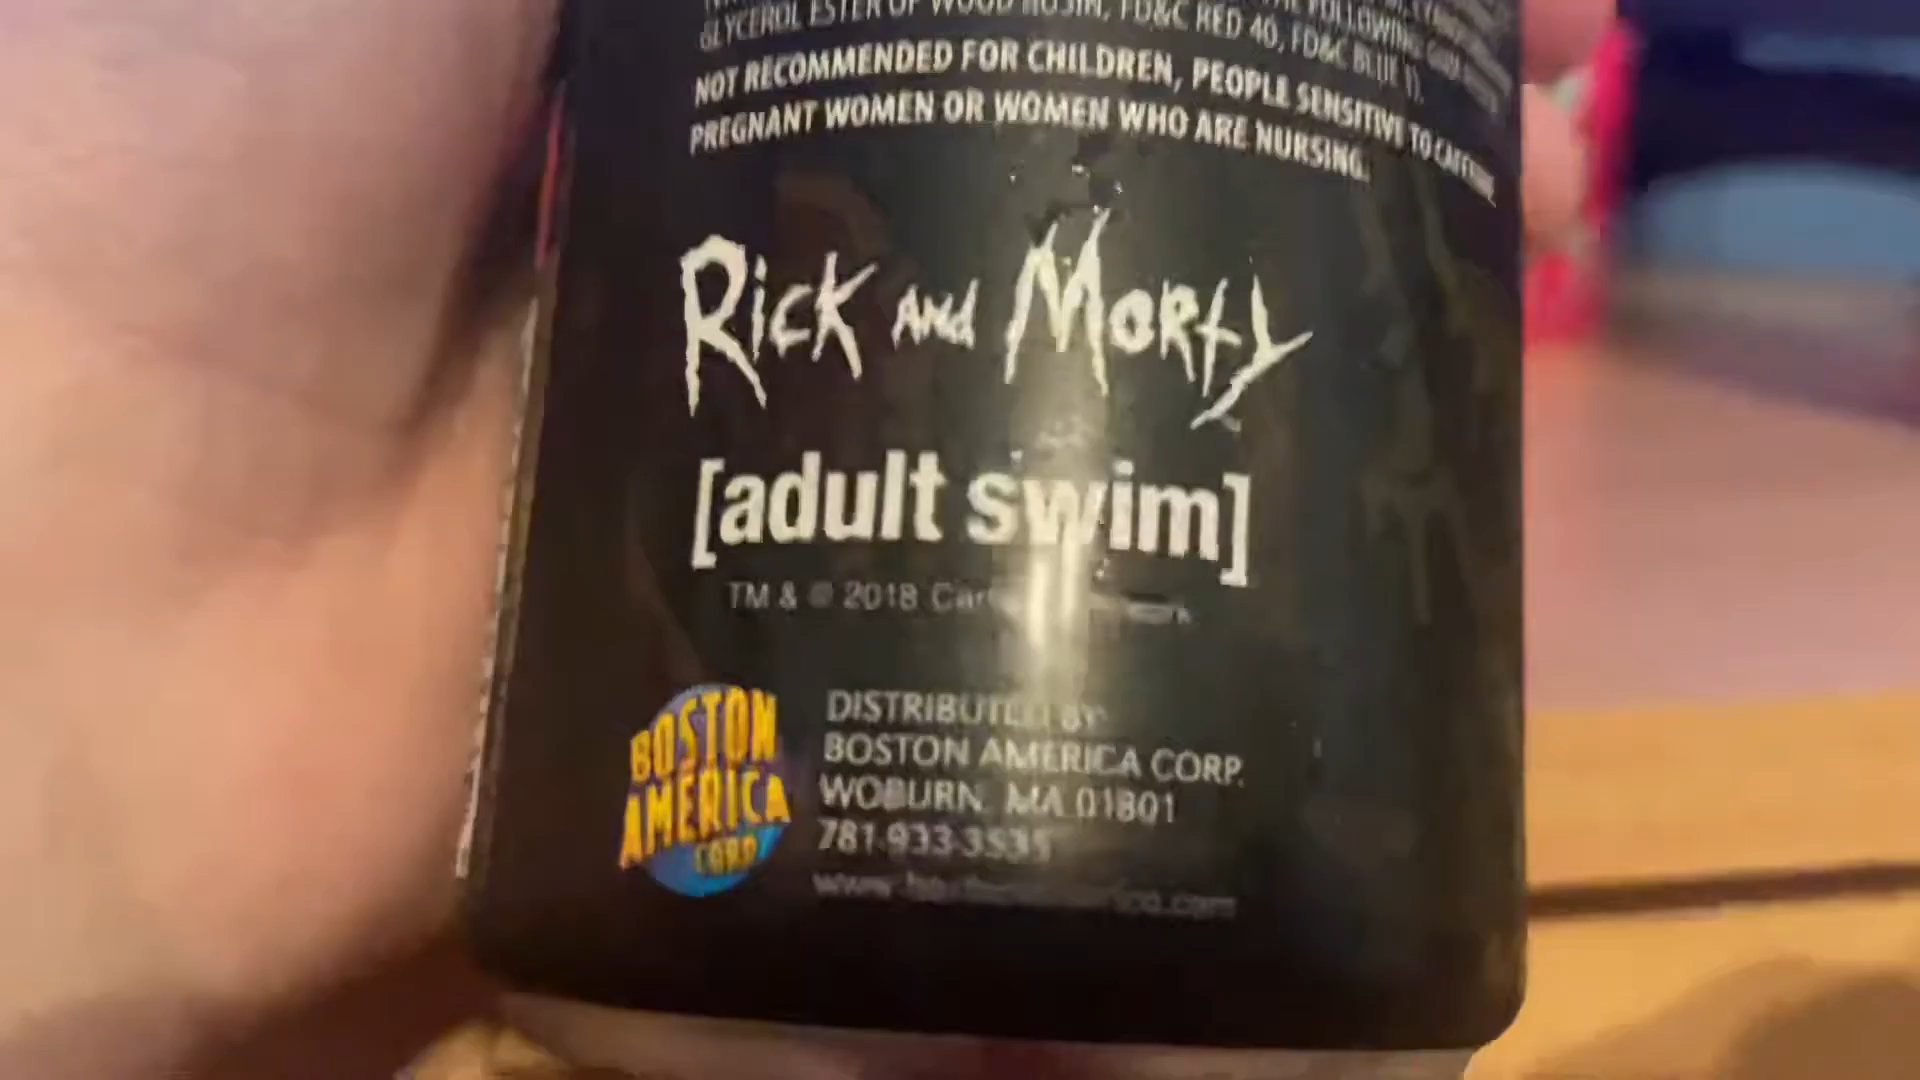 GLYCEROL ESTER OF WOOD ROSIN, FD&C RED 40, FD&C BLUE 1).
NOT RECOMMENDED FOR CHILDREN, PEOPLE SENSITIVE TO CAFFEINE,
PREGNANT WOMEN OR WOMEN WHO ARE NURSING.
Rick and Morty
[adult swim]
TM & © 2018
BOSTON
AMERICA
CORP
DISTRIBUTED BY
BOSTON AMERICA CORP.
WOBURN, MA 01801
781-933-3535